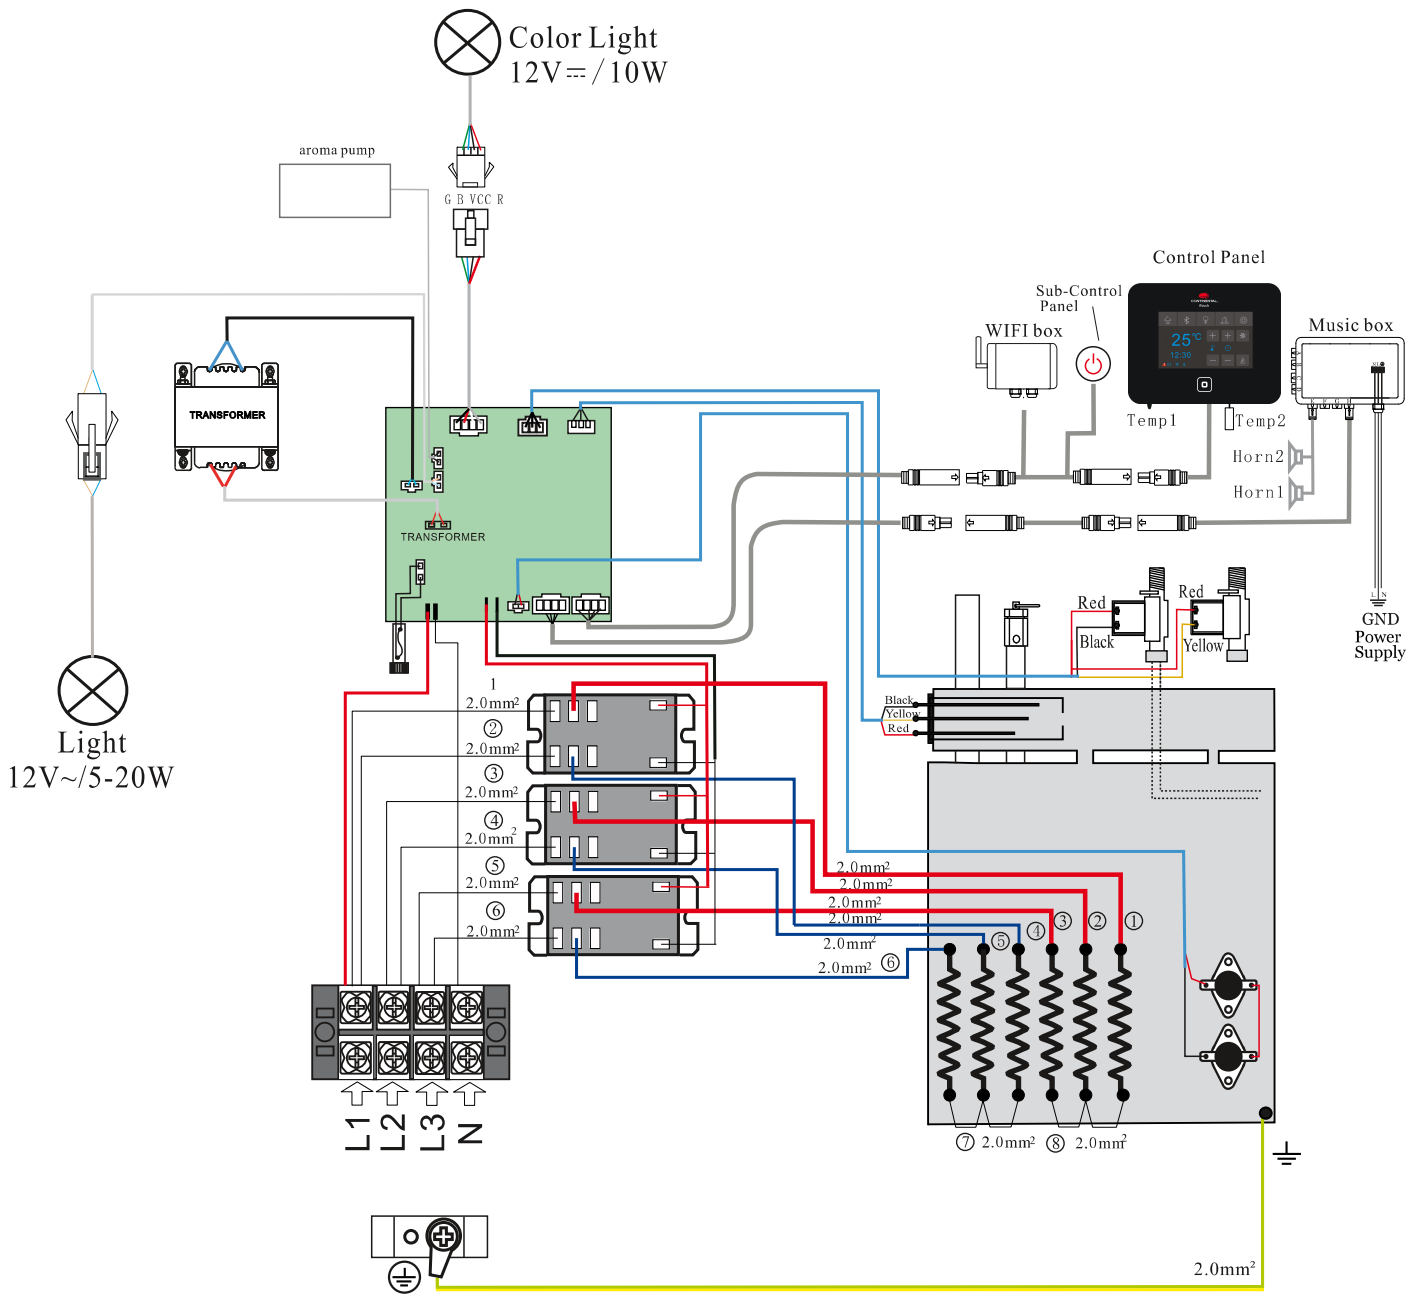 Color Light
12V⎓/10W
aroma pump
G B VCC R
Control Panel
Sub-Control
Panel
WIFI box
Music box
CONTINENTAL
25℃
12:30
TRANSFORMER
Temp1
Temp2
Horn2
Horn1
TRANSFORMER
L N
GND
Power
Supply
Red
Black
Red
Yellow
Light
12V~/5-20W
1
2.0mm²
②
2.0mm²
③
2.0mm²
④
2.0mm²
⑤
2.0mm²
⑥
2.0mm²
Black
Yellow
Red
2.0mm²
2.0mm²
2.0mm²
2.0mm²
2.0mm²
2.0mm²
⑥
⑤
④
③
②
①
L1
L2
L3
N
⑦
2.0mm²
⑧
2.0mm²
2.0mm²